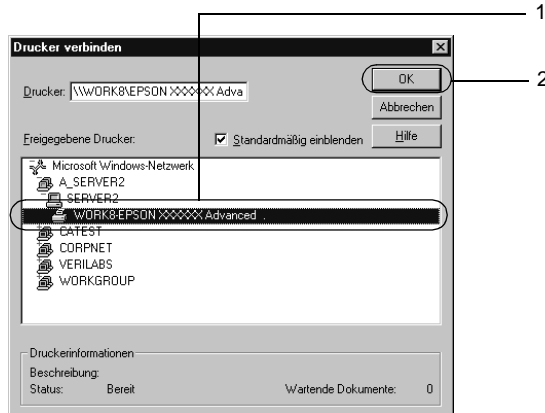 1
Drucker verbinden
Drucker: \\WORK8\EPSON XXXXXX Adva
OK
2
Abbrechen
Freigegebene Drucker:
Standardmäßig einblenden
Hilfe
Microsoft Windows-Netzwerk
A_SERVER2
SERVER2
WORK8-EPSON XXXXXX Advanced .
CATEST
CORPNET
VERILABS
WORKGROUP
Druckerinformationen
Beschreibung:
Status: Bereit Wartende Dokumente: 0